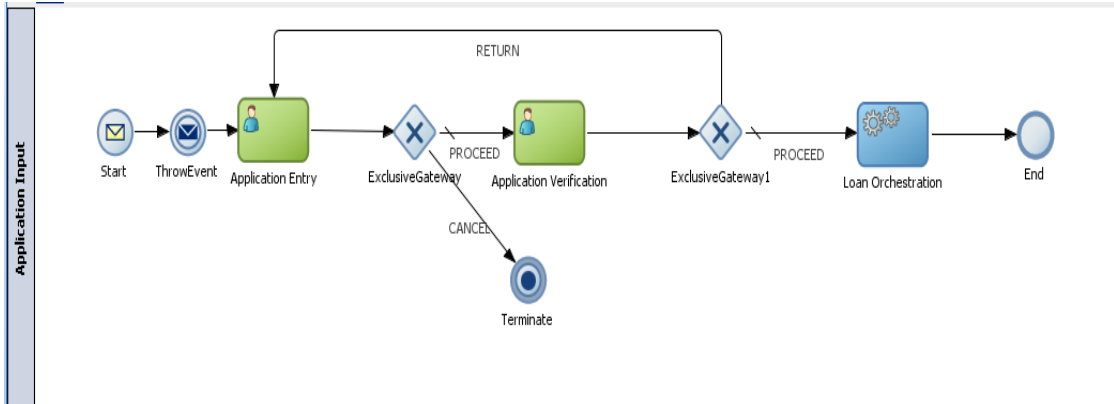 Application Input
RETURN
Start
ThrowEvent
Application Entry
ExclusiveGateway
PROCEED
Application Verification
ExclusiveGateway1
PROCEED
Loan Orchestration
End
CANCEL
Terminate